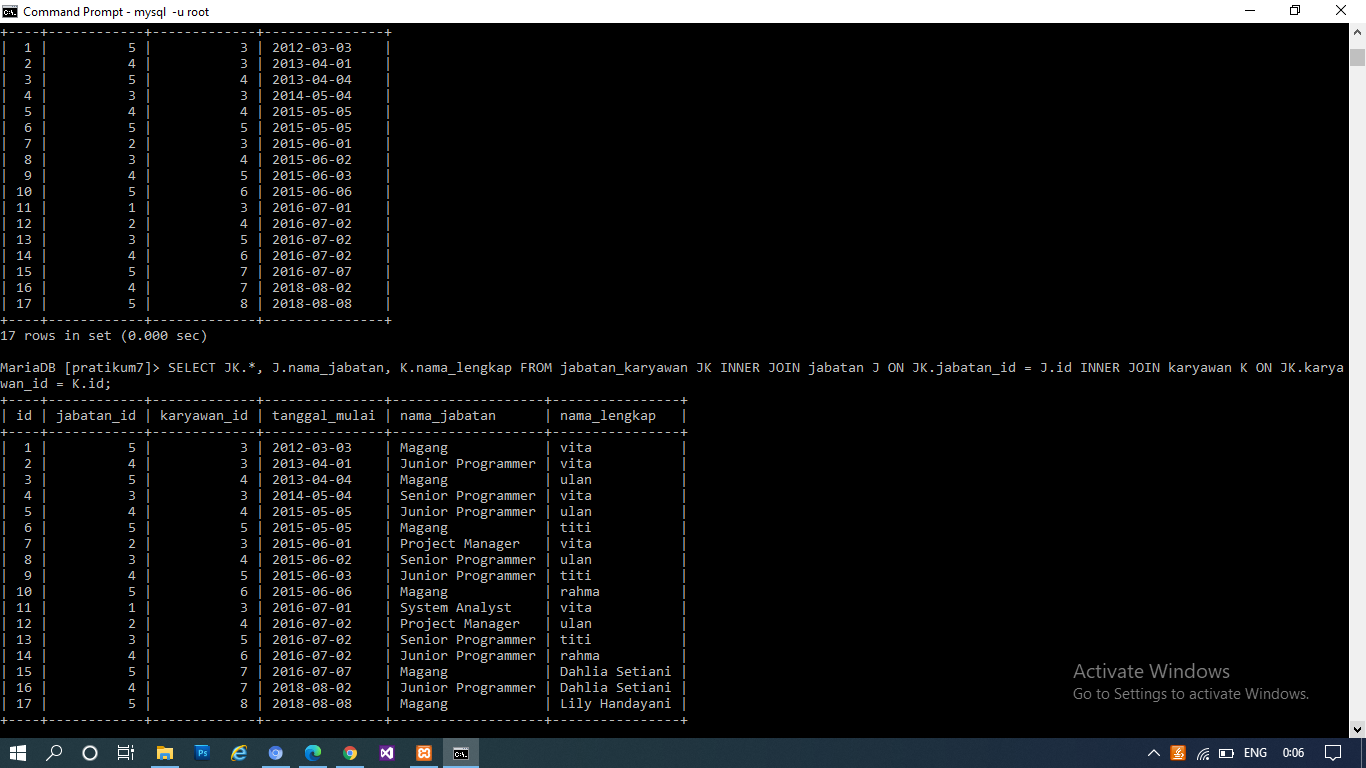 Command Prompt - mysql -u root
+----+------------+-------------+---------------+
|  1 |          5 |           3 | 2012-03-03    |
|  2 |          4 |           3 | 2013-04-01    |
|  3 |          5 |           4 | 2013-04-04    |
|  4 |          3 |           3 | 2014-05-04    |
|  5 |          4 |           4 | 2015-05-05    |
|  6 |          5 |           5 | 2015-05-05    |
|  7 |          2 |           3 | 2015-06-01    |
|  8 |          3 |           4 | 2015-06-02    |
|  9 |          4 |           5 | 2015-06-03    |
| 10 |          5 |           6 | 2015-06-06    |
| 11 |          1 |           3 | 2016-07-01    |
| 12 |          2 |           4 | 2016-07-02    |
| 13 |          3 |           5 | 2016-07-02    |
| 14 |          4 |           6 | 2016-07-02    |
| 15 |          5 |           7 | 2016-07-07    |
| 16 |          4 |           7 | 2018-08-02    |
| 17 |          5 |           8 | 2018-08-08    |
+----+------------+-------------+---------------+
17 rows in set (0.000 sec)
MariaDB [pratikum7]> SELECT JK.*, J.nama_jabatan, K.nama_lengkap FROM jabatan_karyawan JK INNER JOIN jabatan J ON JK.jabatan_id = J.id INNER JOIN karyawan K ON JK.karya
wan_id = K.id;
+----+------------+-------------+---------------+-------------------+----------------+
| id | jabatan_id | karyawan_id | tanggal_mulai | nama_jabatan      | nama_lengkap   |
+----+------------+-------------+---------------+-------------------+----------------+
|  1 |          5 |           3 | 2012-03-03    | Magang            | vita           |
|  2 |          4 |           3 | 2013-04-01    | Junior Programmer | vita           |
|  3 |          5 |           4 | 2013-04-04    | Magang            | ulan           |
|  4 |          3 |           3 | 2014-05-04    | Senior Programmer | vita           |
|  5 |          4 |           4 | 2015-05-05    | Junior Programmer | ulan           |
|  6 |          5 |           5 | 2015-05-05    | Magang            | titi           |
|  7 |          2 |           3 | 2015-06-01    | Project Manager   | vita           |
|  8 |          3 |           4 | 2015-06-02    | Senior Programmer | ulan           |
|  9 |          4 |           5 | 2015-06-03    | Junior Programmer | titi           |
| 10 |          5 |           6 | 2015-06-06    | Magang            | rahma          |
| 11 |          1 |           3 | 2016-07-01    | System Analyst    | vita           |
| 12 |          2 |           4 | 2016-07-02    | Project Manager   | ulan           |
| 13 |          3 |           5 | 2016-07-02    | Senior Programmer | titi           |
| 14 |          4 |           6 | 2016-07-02    | Junior Programmer | rahma          |
| 15 |          5 |           7 | 2016-07-07    | Magang            | Dahlia Setiani |
| 16 |          4 |           7 | 2018-08-02    | Junior Programmer | Dahlia Setiani |
| 17 |          5 |           8 | 2018-08-08    | Magang            | Lily Handayani |
+----+------------+-------------+---------------+-------------------+----------------+
Activate Windows
Go to Settings to activate Windows.
Ps
ENG
0:06